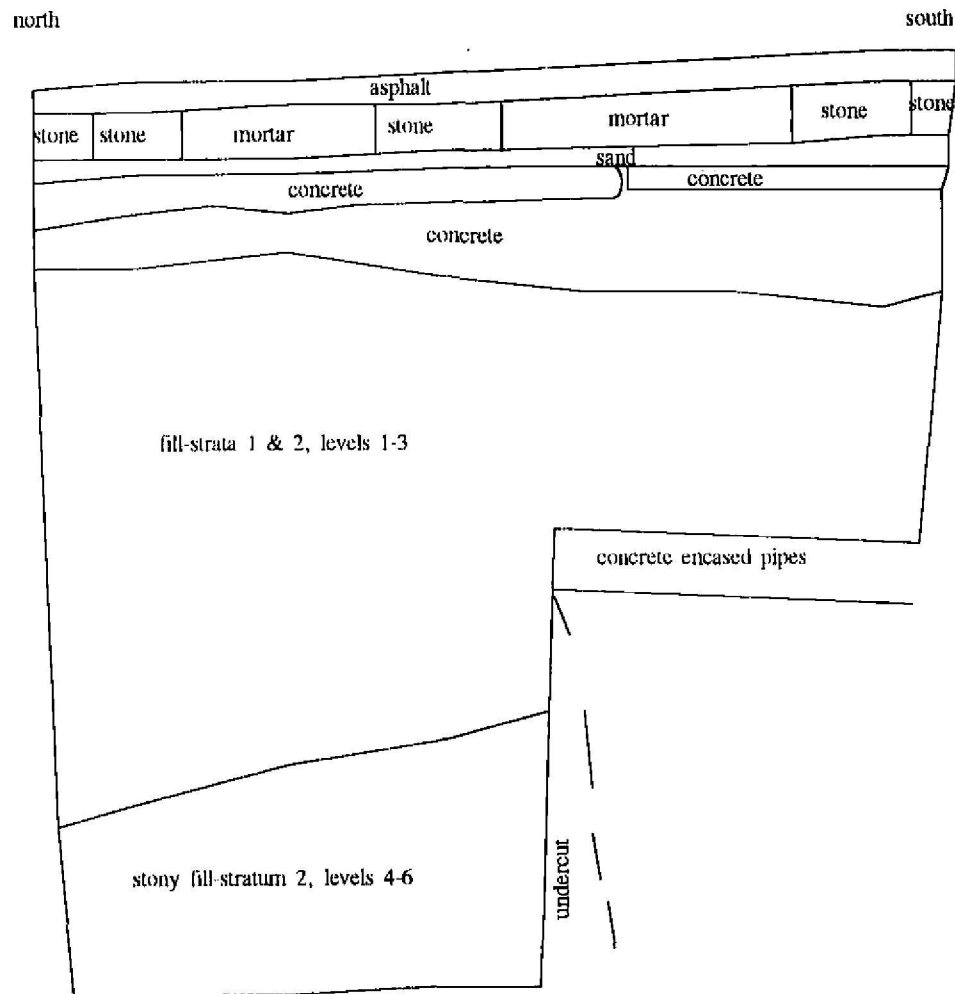 north
south
asphalt
stone
stone
mortar
stone
mortar
stone
stone
sand
concrete
concrete
concrete
fill-strata 1 & 2, levels 1-3
concrete encased pipes
stony fill-stratum 2, levels 4-6
undercut